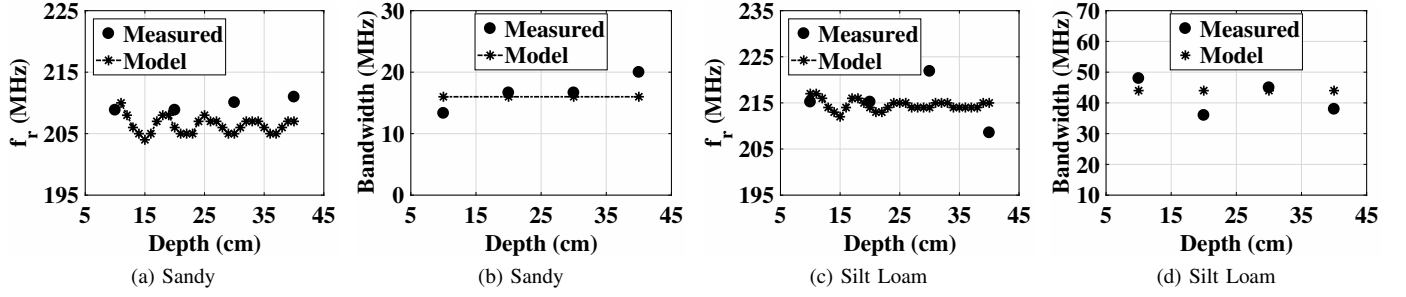 225
215
205
195
f_r (MHz)
Measured
Model
5 15 25 35 45
Depth (cm)
(a) Sandy
30
20
10
0
Bandwidth (MHz)
Measured
Model
5 15 25 35 45
Depth (cm)
(b) Sandy
235
225
215
205
195
f_r (MHz)
Measured
Model
5 15 25 35 45
Depth (cm)
(c) Silt Loam
70
60
50
40
30
20
10
Bandwidth (MHz)
Measured
Model
5 15 25 35 45
Depth (cm)
(d) Silt Loam